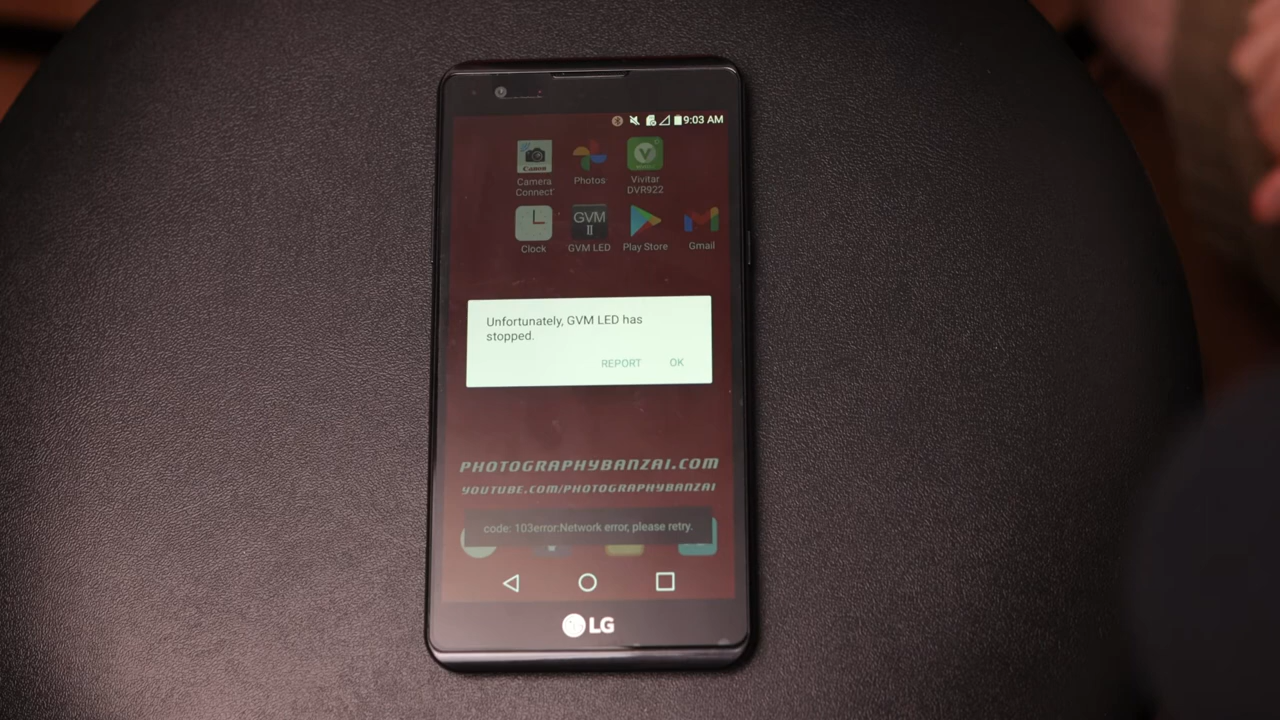 9:03 AM
Canon
V
Camera
Connect
Photos
Vivitar
DVR922
GVM
II
Clock
GVM LED
Play Store
Gmail
Unfortunately, GVM LED has
stopped.
REPORT
OK
PHOTOGRAPHYBANZAI.COM
YOUTUBE.COM/PHOTOGRAPHYBANZAI
code: 103error:Network error, please retry.
LG